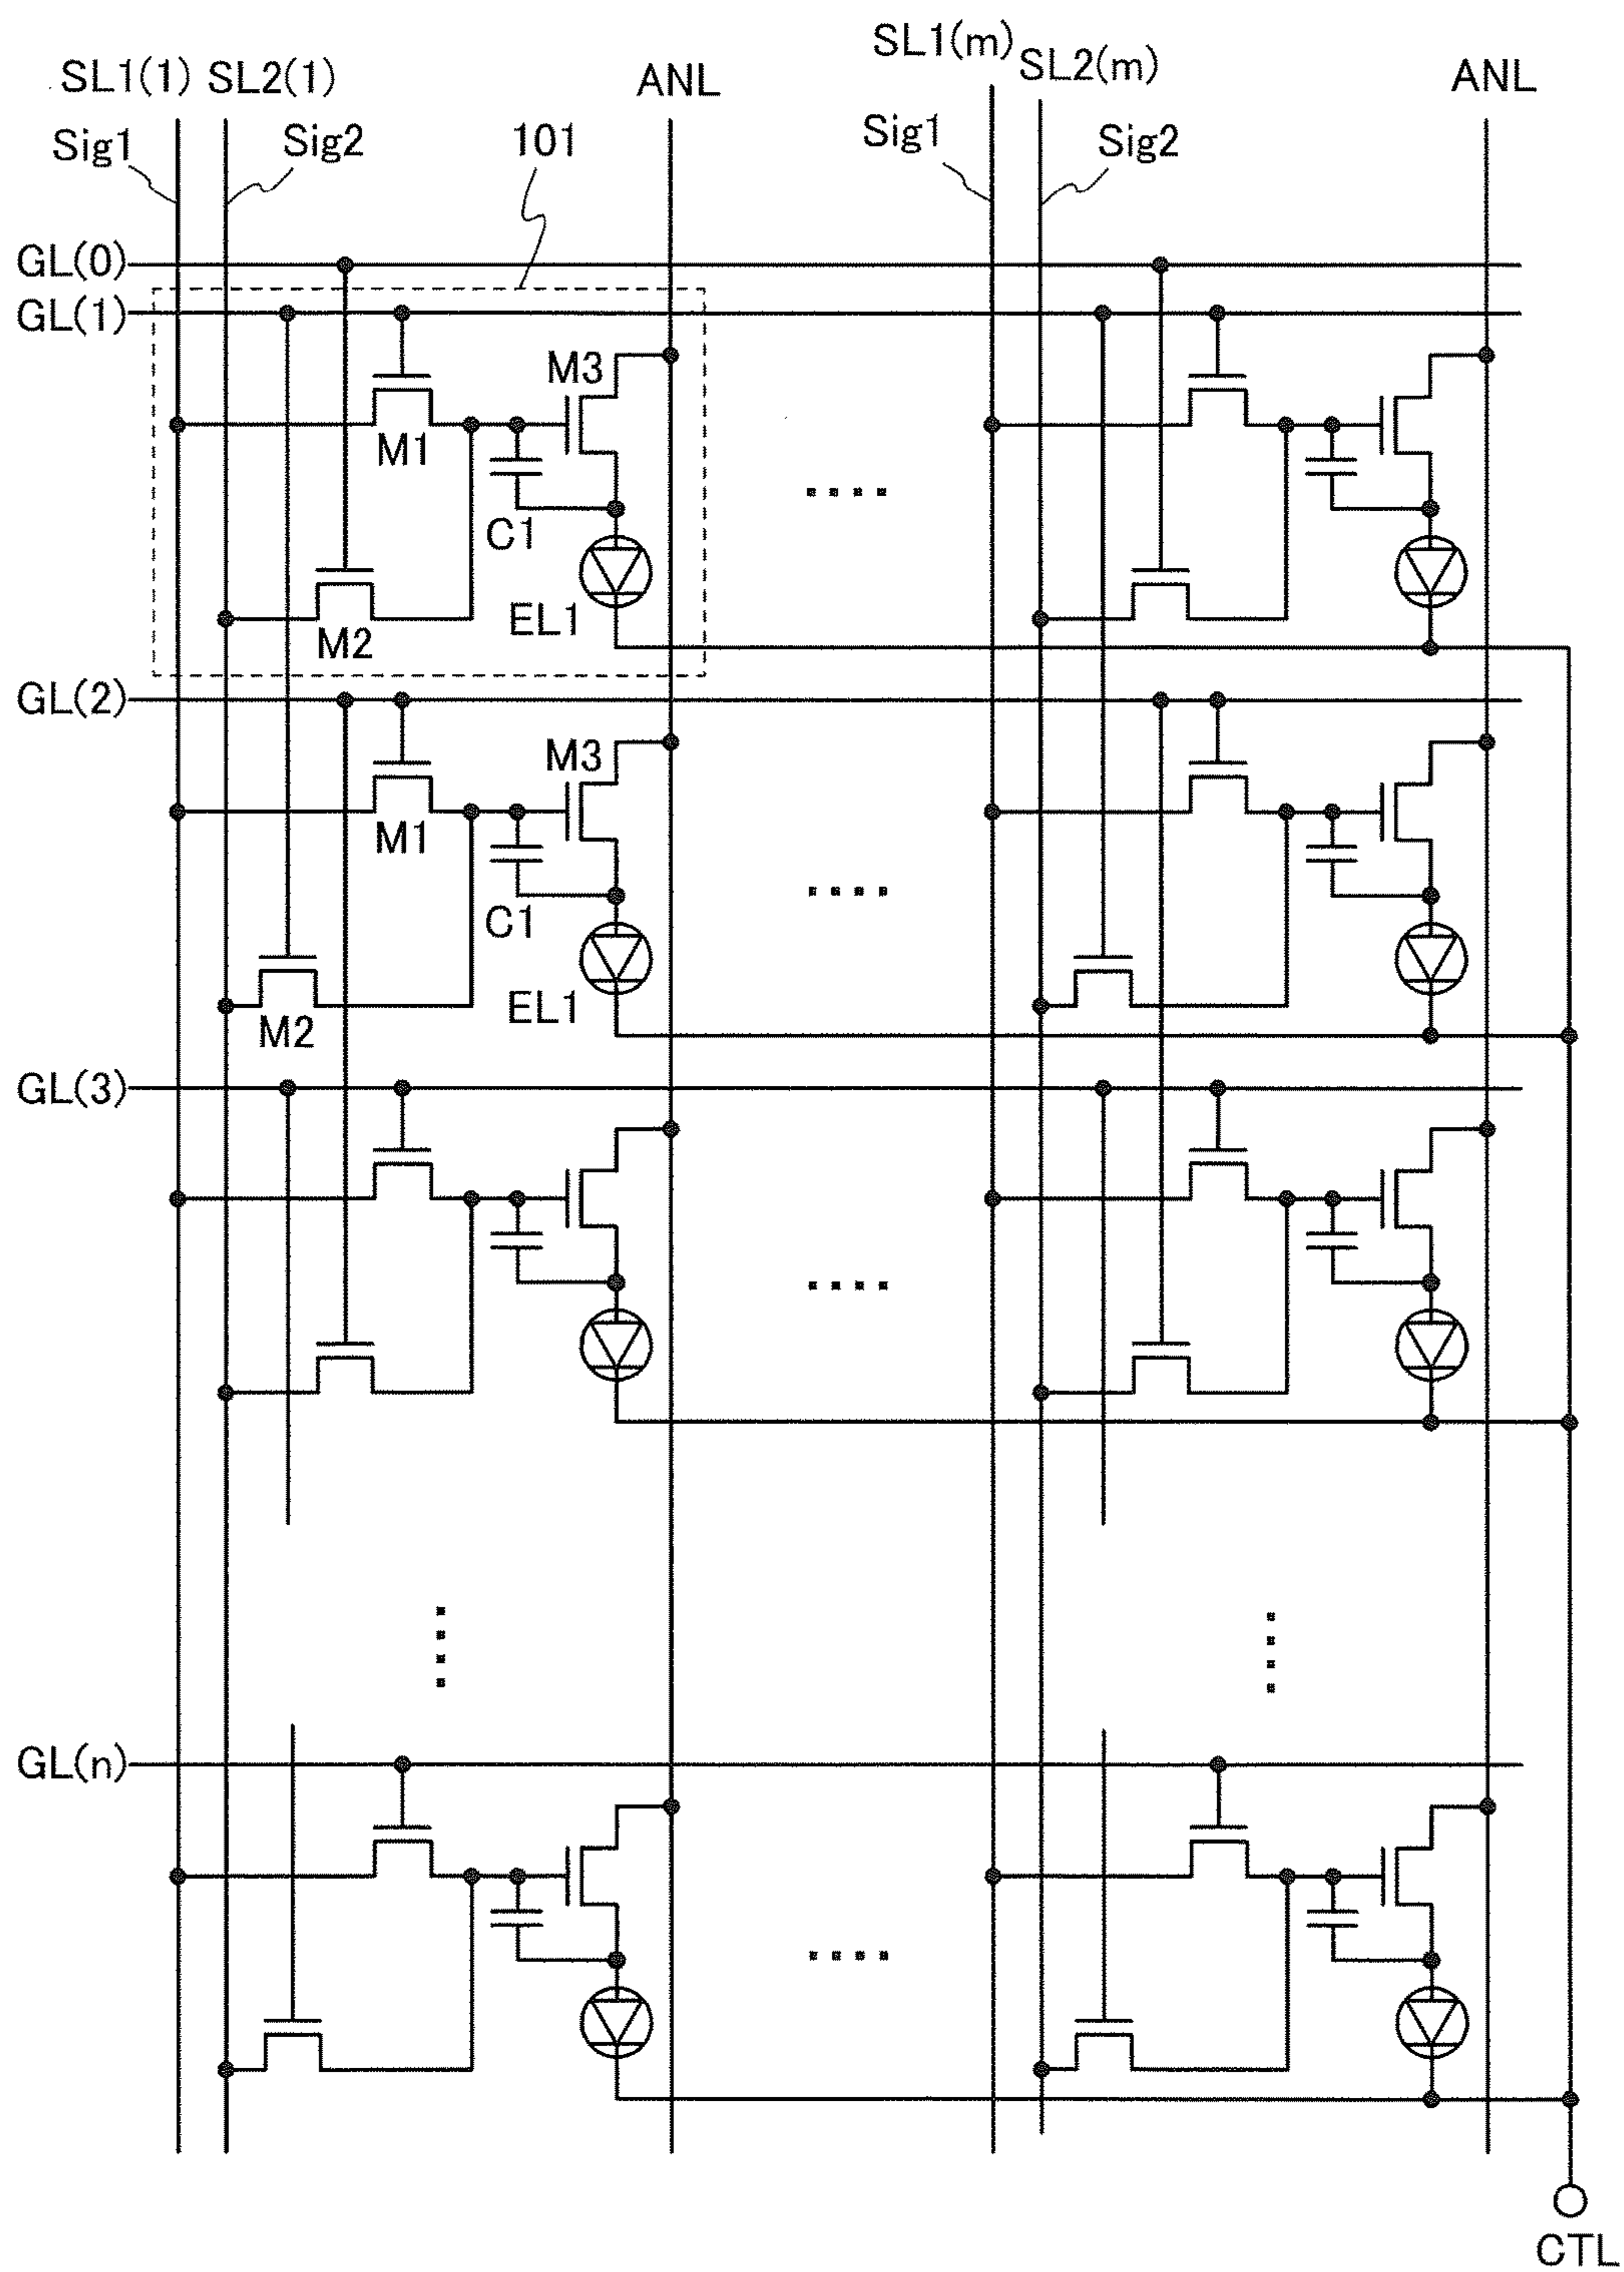 SL1(1) SL2(1) ANL SL1(m) SL2(m) ANL
Sig1 Sig2 101 Sig1 Sig2
GL(0)
GL(1)
M3
M1
C1
EL1
M2
GL(2)
M3
M1
C1
EL1
M2
GL(3)
GL(n)
CTL